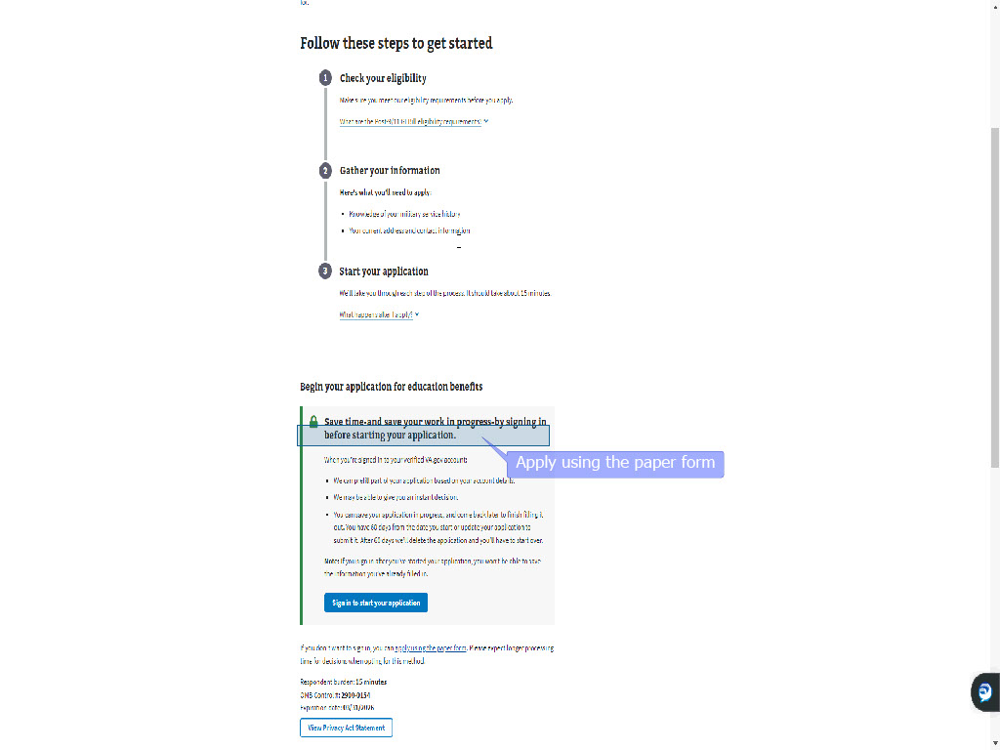 for.
Follow these steps to get started
1 Check your eligibility
Make sure you meet our eligibility requirements before you apply.
What are the Post-9/11 GI Bill eligibility requirements?
2 Gather your information
Here's what you'll need to apply:
• Knowledge of your military service history
• Your current address and contact information
3 Start your application
We'll take you through each step of the process. It should take about 15 minutes.
What happens after I apply?
Begin your application for education benefits
Save time-and save your work in progress-by signing in
before starting your application.
Apply using the paper form
When you're signed in to your verified VA.gov account:
• We can prefill part of your application based on your account details.
• We may be able to give you an instant decision.
• You can save your application in progress, and come back later to finish filling it
out. You have 60 days from the date you start or update your application to
submit it. After 60 days we'll delete the application and you'll have to start over.
Note: If you sign in after you've started your application, you won't be able to save
the information you've already filled in.
Sign in to start your application
If you don't want to sign in, you can apply using the paper form. Please expect longer processing
time for decisions when opting for this method.
Respondent burden: 15 minutes
OMB Control #: 2900-0154
Expiration date: 03/31/2026
View Privacy Act Statement